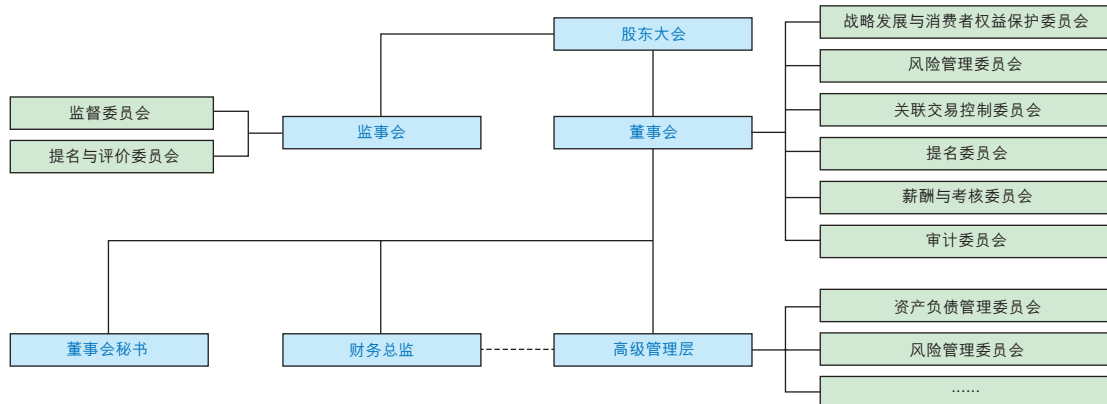 战略发展与消费者权益保护委员会
股东大会
风险管理委员会
监督委员会
关联交易控制委员会
监事会
董事会
提名与评价委员会
提名委员会
薪酬与考核委员会
审计委员会
资产负债管理委员会
董事会秘书
财务总监
高级管理层
风险管理委员会
……